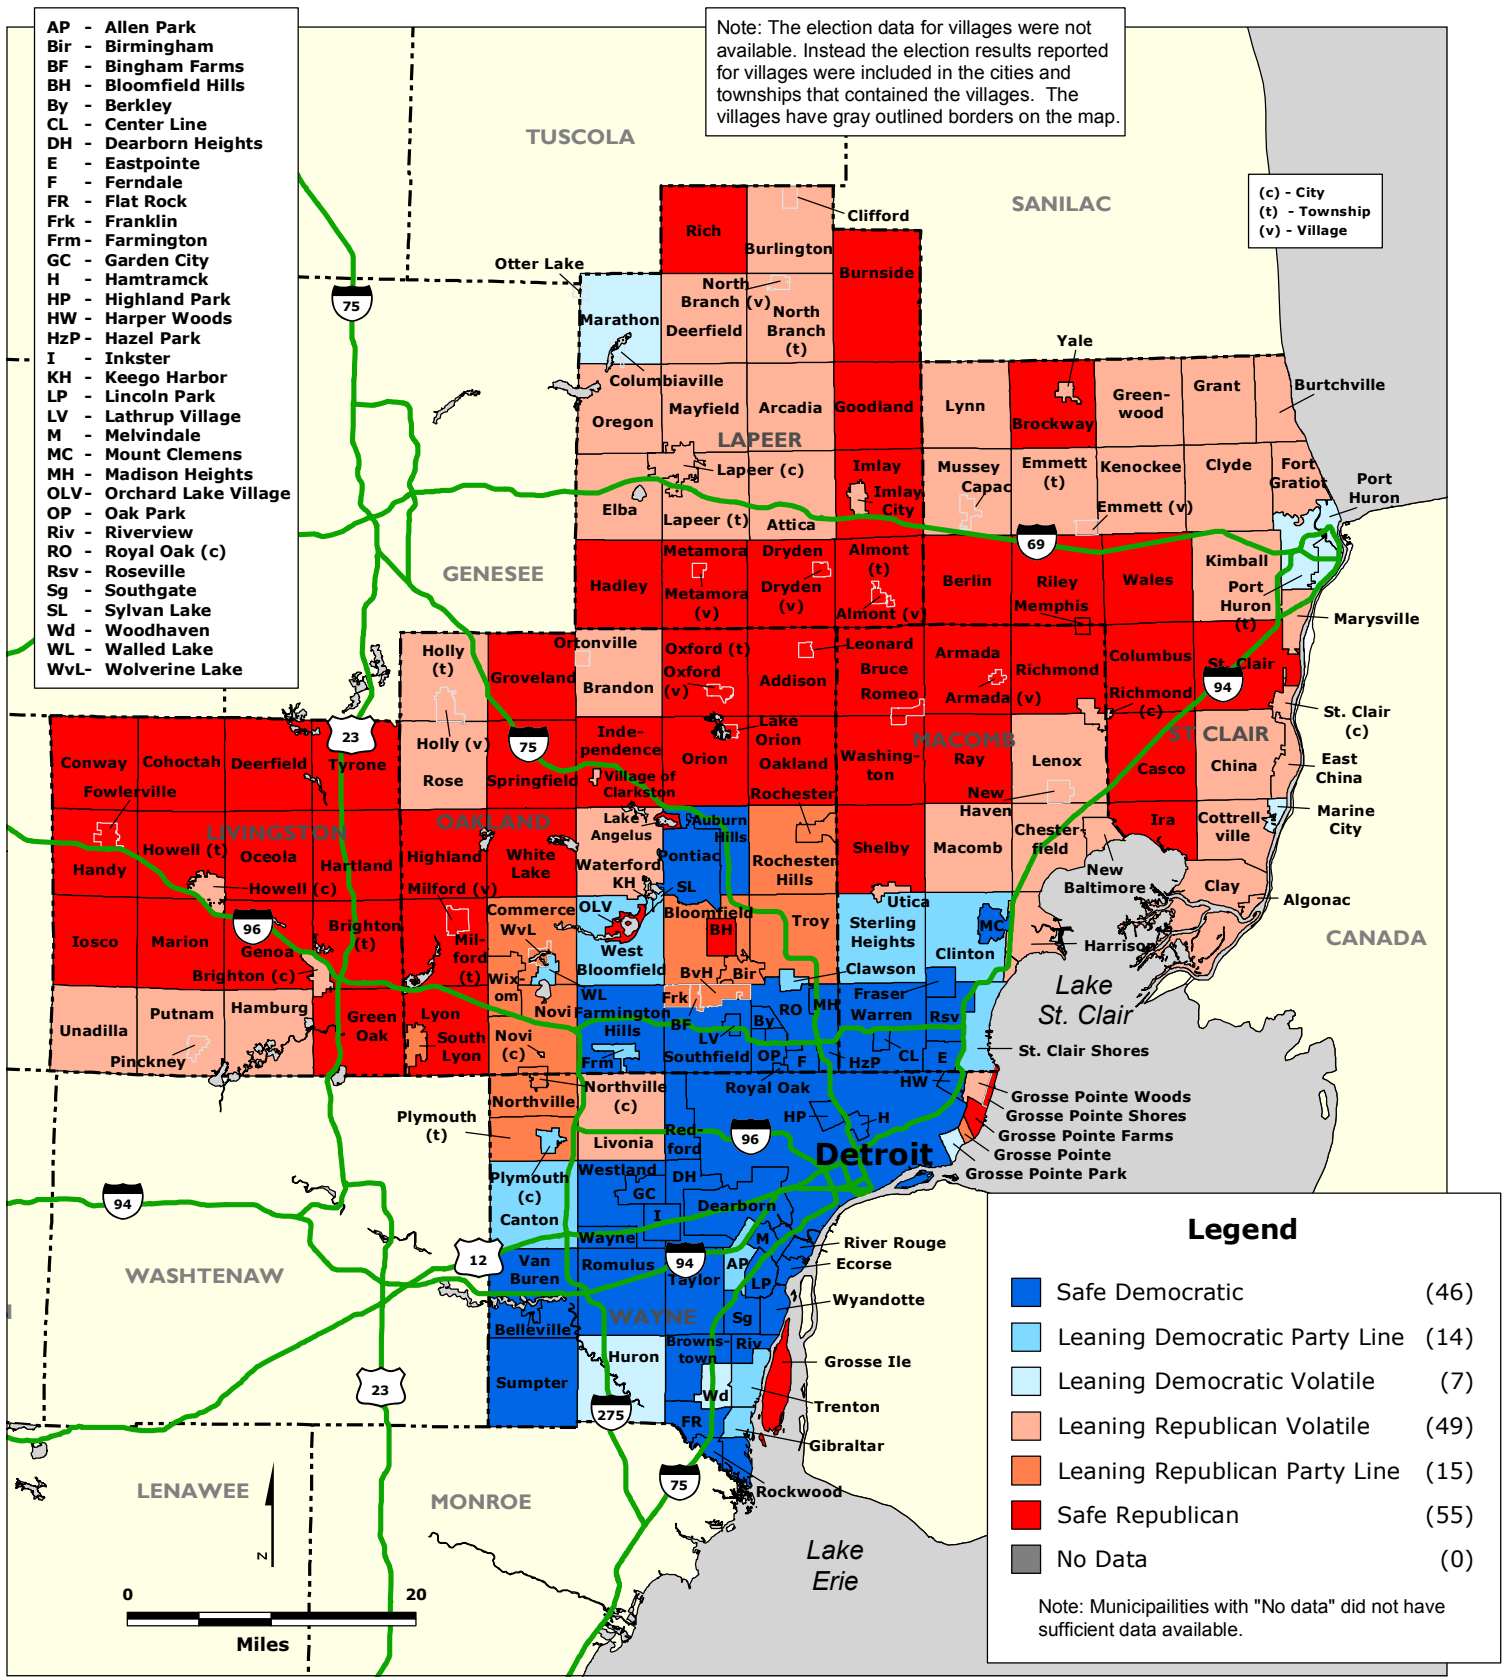 AP - Allen Park
Bir - Birmingham
BF - Bingham Farms
BH - Bloomfield Hills
By - Berkley
CL - Center Line
DH - Dearborn Heights
E - Eastpointe
F - Ferndale
FR - Flat Rock
Frk - Franklin
Frm - Farmington
GC - Garden City
H - Hamtramck
HP - Highland Park
HW - Harper Woods
HzP - Hazel Park
I - Inkster
KH - Keego Harbor
LP - Lincoln Park
LV - Lathrup Village
M - Melvindale
MC - Mount Clemens
MH - Madison Heights
OLV - Orchard Lake Village
OP - Oak Park
Riv - Riverview
RO - Royal Oak (c)
Rsv - Roseville
Sg - Southgate
SL - Sylvan Lake
Wd - Woodhaven
WL - Walled Lake
WvL - Wolverine Lake
Note: The election data for villages were not
available. Instead the election results reported
for villages were included in the cities and
townships that contained the villages. The
villages have gray outlined borders on the map.
(c) - City
(t) - Township
(v) - Village
TUSCOLA
SANILAC
Rich
Clifford
Burlington
Otter Lake
Burnside
75
North
Branch (v)
Marathon
Deerfield
North
Branch
(t)
Yale
Columbiaville
Oregon
Mayfield
Arcadia
Goodland
Lynn
Brockway
Green-
wood
Grant
Burtchville
LAPEER
Lapeer (c)
Imlay
Imlay
City
Mussey
Capac
Emmett
(t)
Kenockee
Clyde
Fort
Gratiot
Port
Huron
Elba
Lapeer (t)
Attica
Emmett (v)
69
GENESEE
Hadley
Metamora
Metamora
(v)
Dryden
Dryden
(v)
Almont
(t)
Almont (v)
Berlin
Riley
Memphis
Wales
Kimball
Port
Huron
(t)
Marysville
Holly
(t)
Groveland
Ortonville
Brandon
Oxford (t)
Oxford
(v)
Addison
Leonard
Bruce
Romeo
Armada
Armada (v)
Richmond
Columbus
Richmond
(c)
St. Clair
94
St. Clair
(c)
23
Holly (v)
75
Inde-
pendence
Lake
Orion
Orion
Oakland
Washing-
ton
MACOMB
Ray
Lenox
ST CLAIR
Casco
China
East
China
Conway
Cohoctah
Deerfield
Tyrone
Fowlerville
Rose
Springfield
Village of
Clarkston
Rochester
New
Haven
Marine
City
LIVINGSTON
OAKLAND
Lake
Angelus
Auburn
Hills
Chester-
field
Ira
Cottrell-
ville
Howell (t)
Oceola
Hartland
Highland
White
Lake
Waterford
Pontiac
Rochester
Hills
Shelby
Macomb
Handy
Howell (c)
Milford (v)
KH
SL
New
Baltimore
Clay
Algonac
96
Commerce
WvL
OLV
Bloomfield
BH
Troy
Utica
Sterling
Heights
MC
Iosco
Marion
Genoa
Brighton
(t)
Brighton (c)
Mil-
ford
(t)
West
Bloomfield
Clinton
Harrison
CANADA
Wix-
om
BvH
Bir
Clawson
Lake
St. Clair
Unadilla
Putnam
Hamburg
Pinckney
Green
Oak
Lyon
South
Lyon
Novi
Novi
(c)
WL
Farmington
Hills
Frm
Frk
BF
LV
Southfield
By
RO
MH
OP
F
Royal Oak
HzP
Fraser
Warren
Rsv
CL
E
HW
St. Clair Shores
Northville
Northville
(c)
Plymouth
(t)
Livonia
Red-
ford
96
HP
H
Detroit
Grosse Pointe Woods
Grosse Pointe Shores
Grosse Pointe Farms
Grosse Pointe
Grosse Pointe Park
Plymouth
(c)
Canton
Westland
GC
DH
I
Dearborn
Wayne
94
12
WASHTENAW
Van
Buren
Romulus
94
Taylor
AP
M
LP
River Rouge
Ecorse
Wyandotte
WAYNE
Sg
Belleville
Browns-
town
Riv
Huron
Sumpter
Grosse Ile
23
275
Wd
Trenton
FR
Gibraltar
75
Rockwood
LENAWEE
MONROE
Lake
Erie
N
0 20
Miles
Legend
Safe Democratic (46)
Leaning Democratic Party Line (14)
Leaning Democratic Volatile (7)
Leaning Republican Volatile (49)
Leaning Republican Party Line (15)
Safe Republican (55)
No Data (0)
Note: Municipailities with "No data" did not have
sufficient data available.